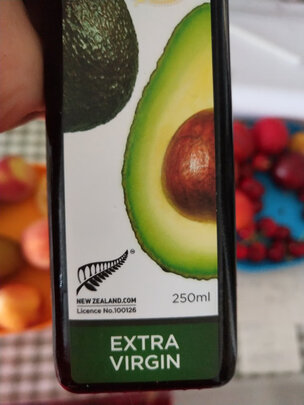 NEW ZEALAND.COM
Licence No.100126
250ml
EXTRA
VIRGIN